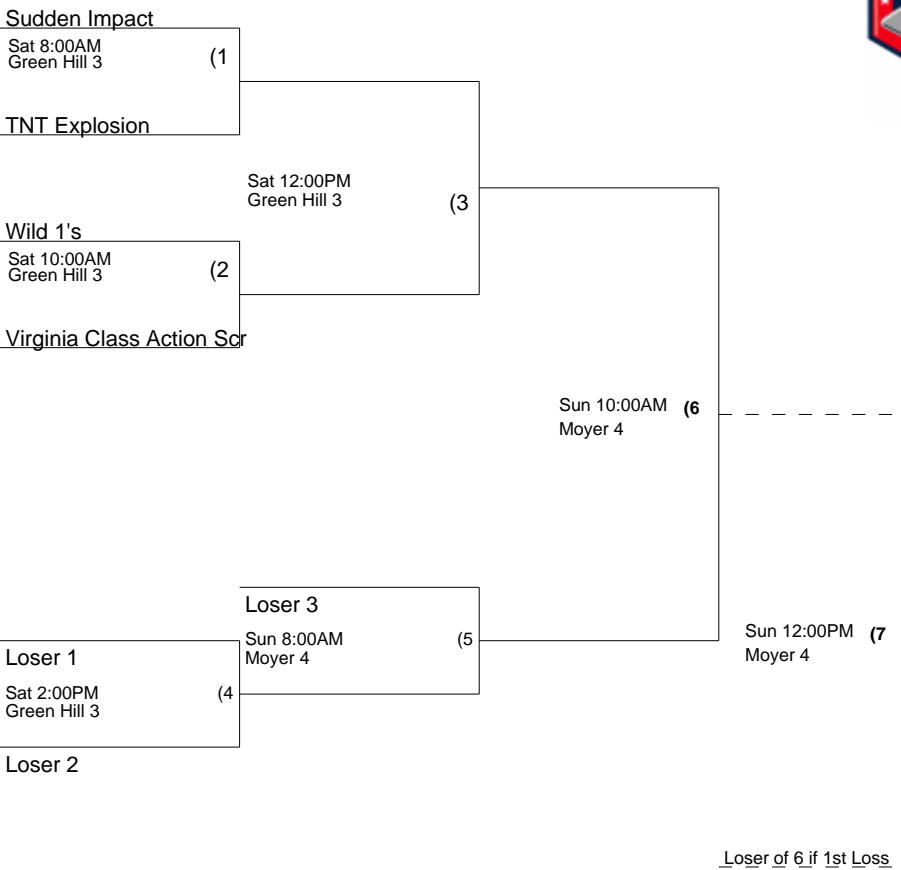 Sudden Impact
Sat 8:00AM
Green Hill 3
(1
TNT Explosion
Sat 12:00PM
Green Hill 3
(3
Wild 1's
Sat 10:00AM
Green Hill 3
(2
Virginia Class Action Scr
Sun 10:00AM (6
Moyer 4
Loser 3
Sun 8:00AM
Moyer 4
(5
Sun 12:00PM (7
Moyer 4
Loser 1
Sat 2:00PM
Green Hill 3
(4
Loser 2
Loser of 6 if 1st Loss